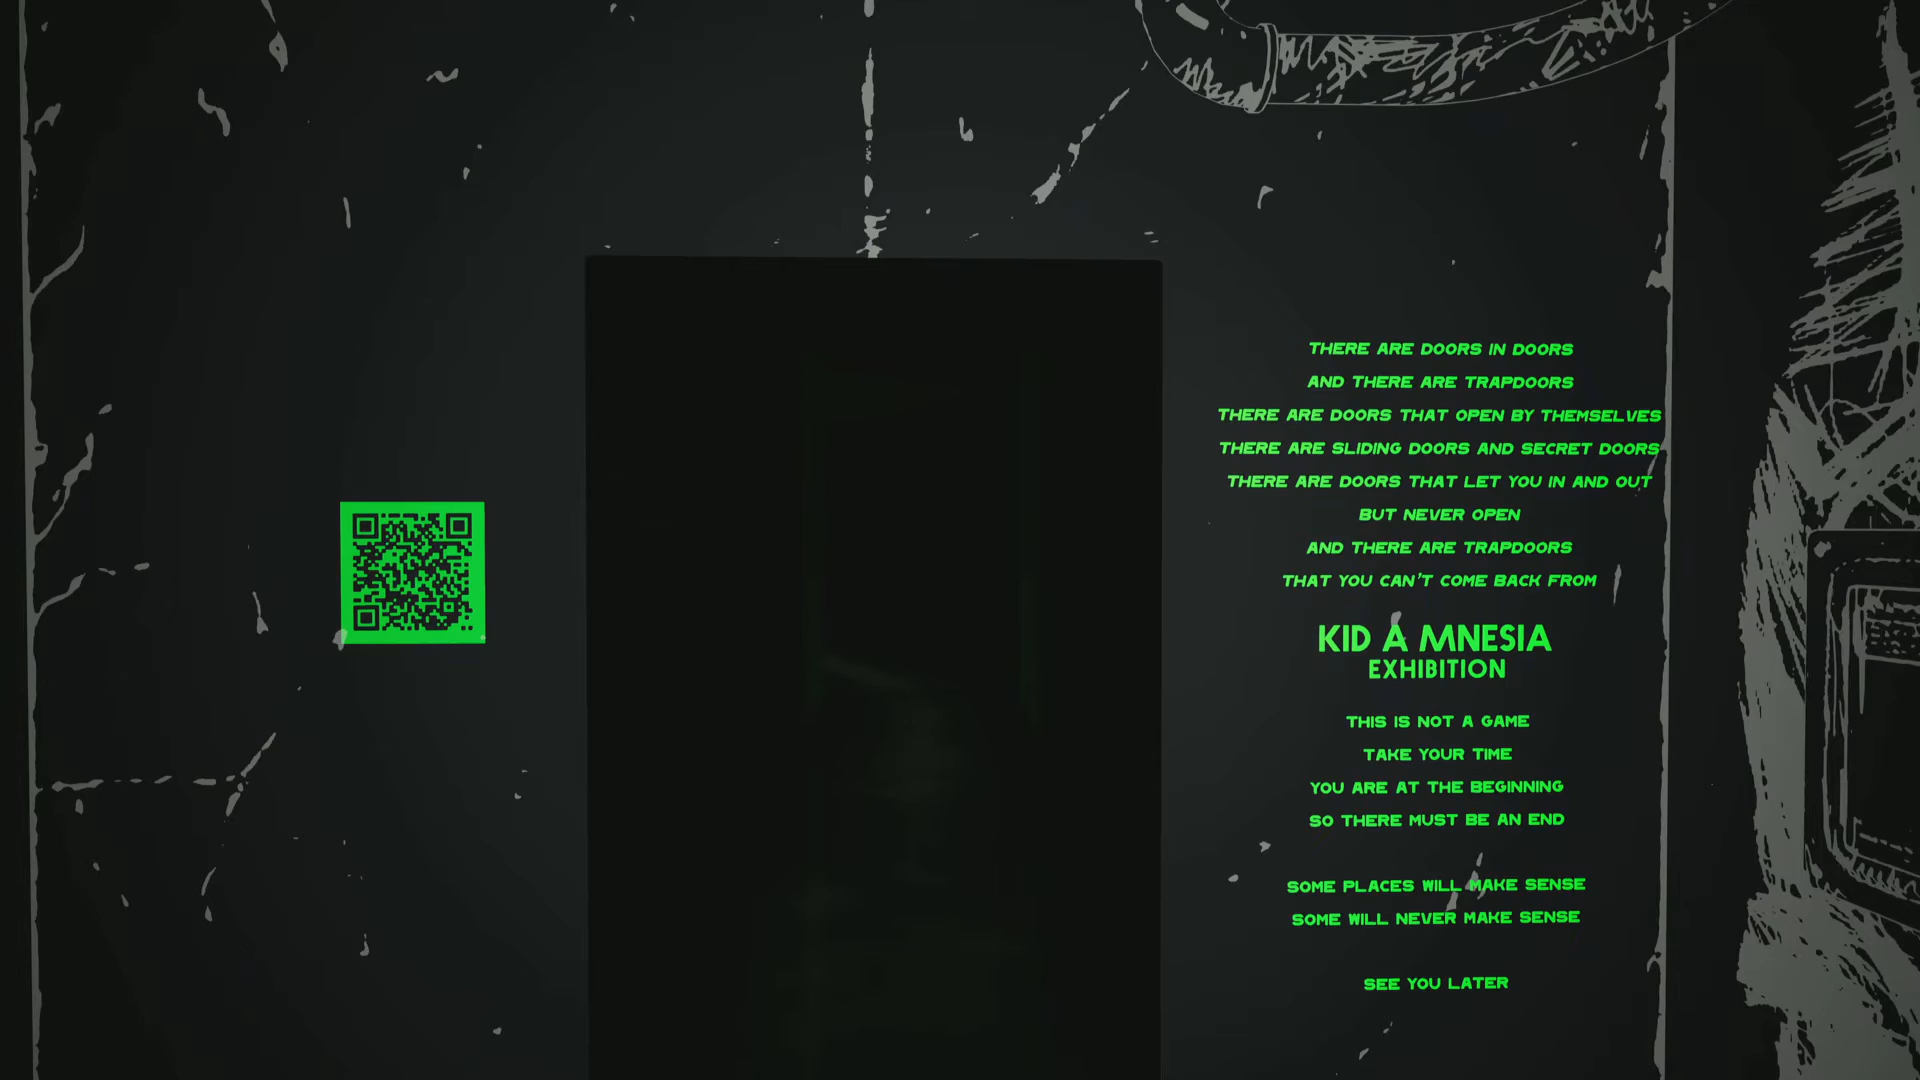 THERE ARE DOORS IN DOORS
AND THERE ARE TRAPDOORS
THERE ARE DOORS THAT OPEN BY THEMSELVES
THERE ARE SLIDING DOORS AND SECRET DOORS
THERE ARE DOORS THAT LET YOU IN AND OUT
BUT NEVER OPEN
AND THERE ARE TRAPDOORS
THAT YOU CAN'T COME BACK FROM
KID A MNESIA
EXHIBITION
THIS IS NOT A GAME
TAKE YOUR TIME
YOU ARE AT THE BEGINNING
SO THERE MUST BE AN END
SOME PLACES WILL MAKE SENSE
SOME WILL NEVER MAKE SENSE
SEE YOU LATER